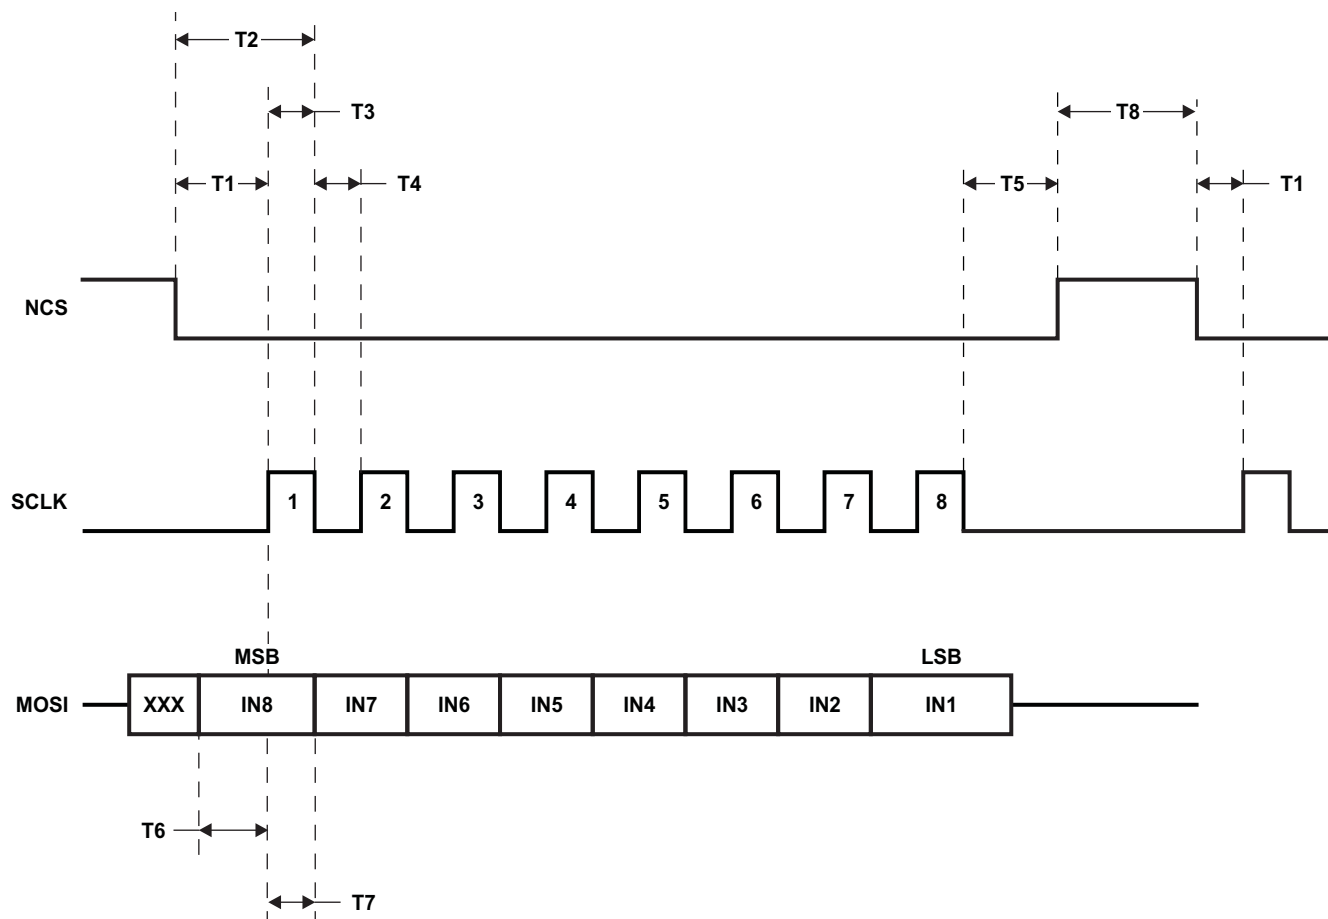 T2
T3
T8
T1
T4
T5
T1
NCS
SCLK
1
2
3
4
5
6
7
8
MSB
LSB
MOSI
XXX
IN8
IN7
IN6
IN5
IN4
IN3
IN2
IN1
T6
T7